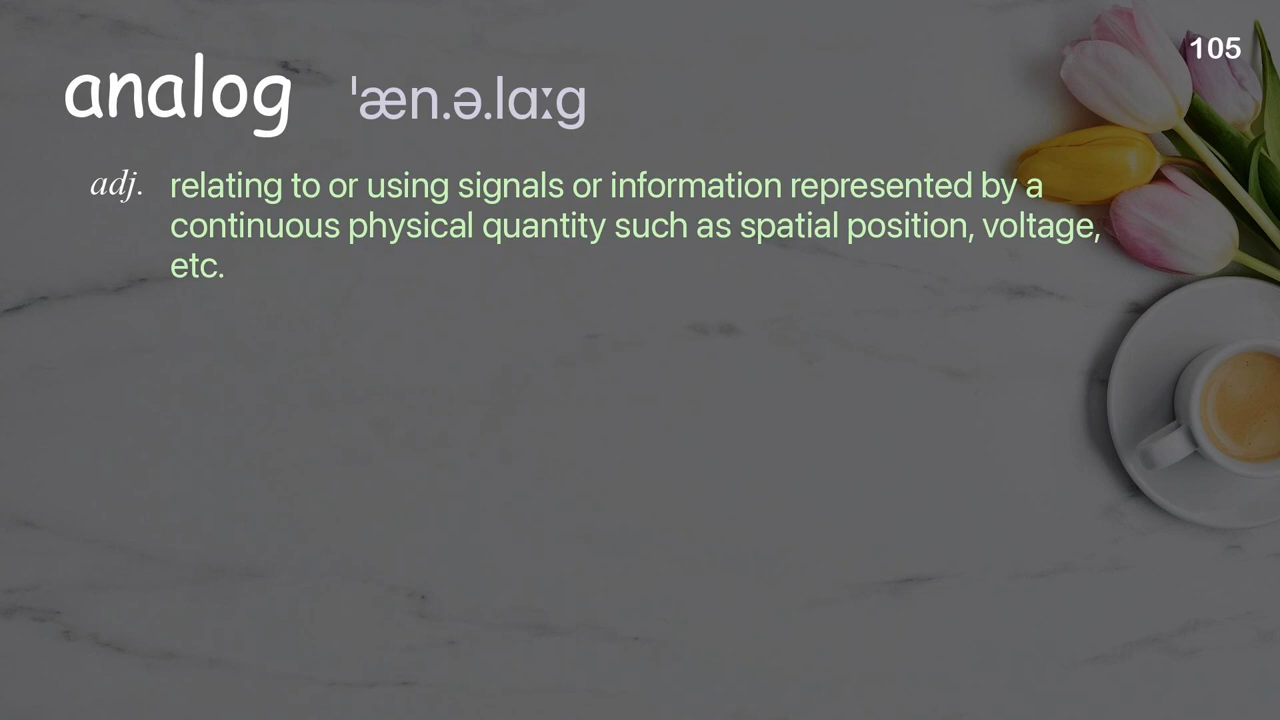 105
analog ˈæn.ə.lɑːg
adj. relating to or using signals or information represented by a
continuous physical quantity such as spatial position, voltage,
etc.